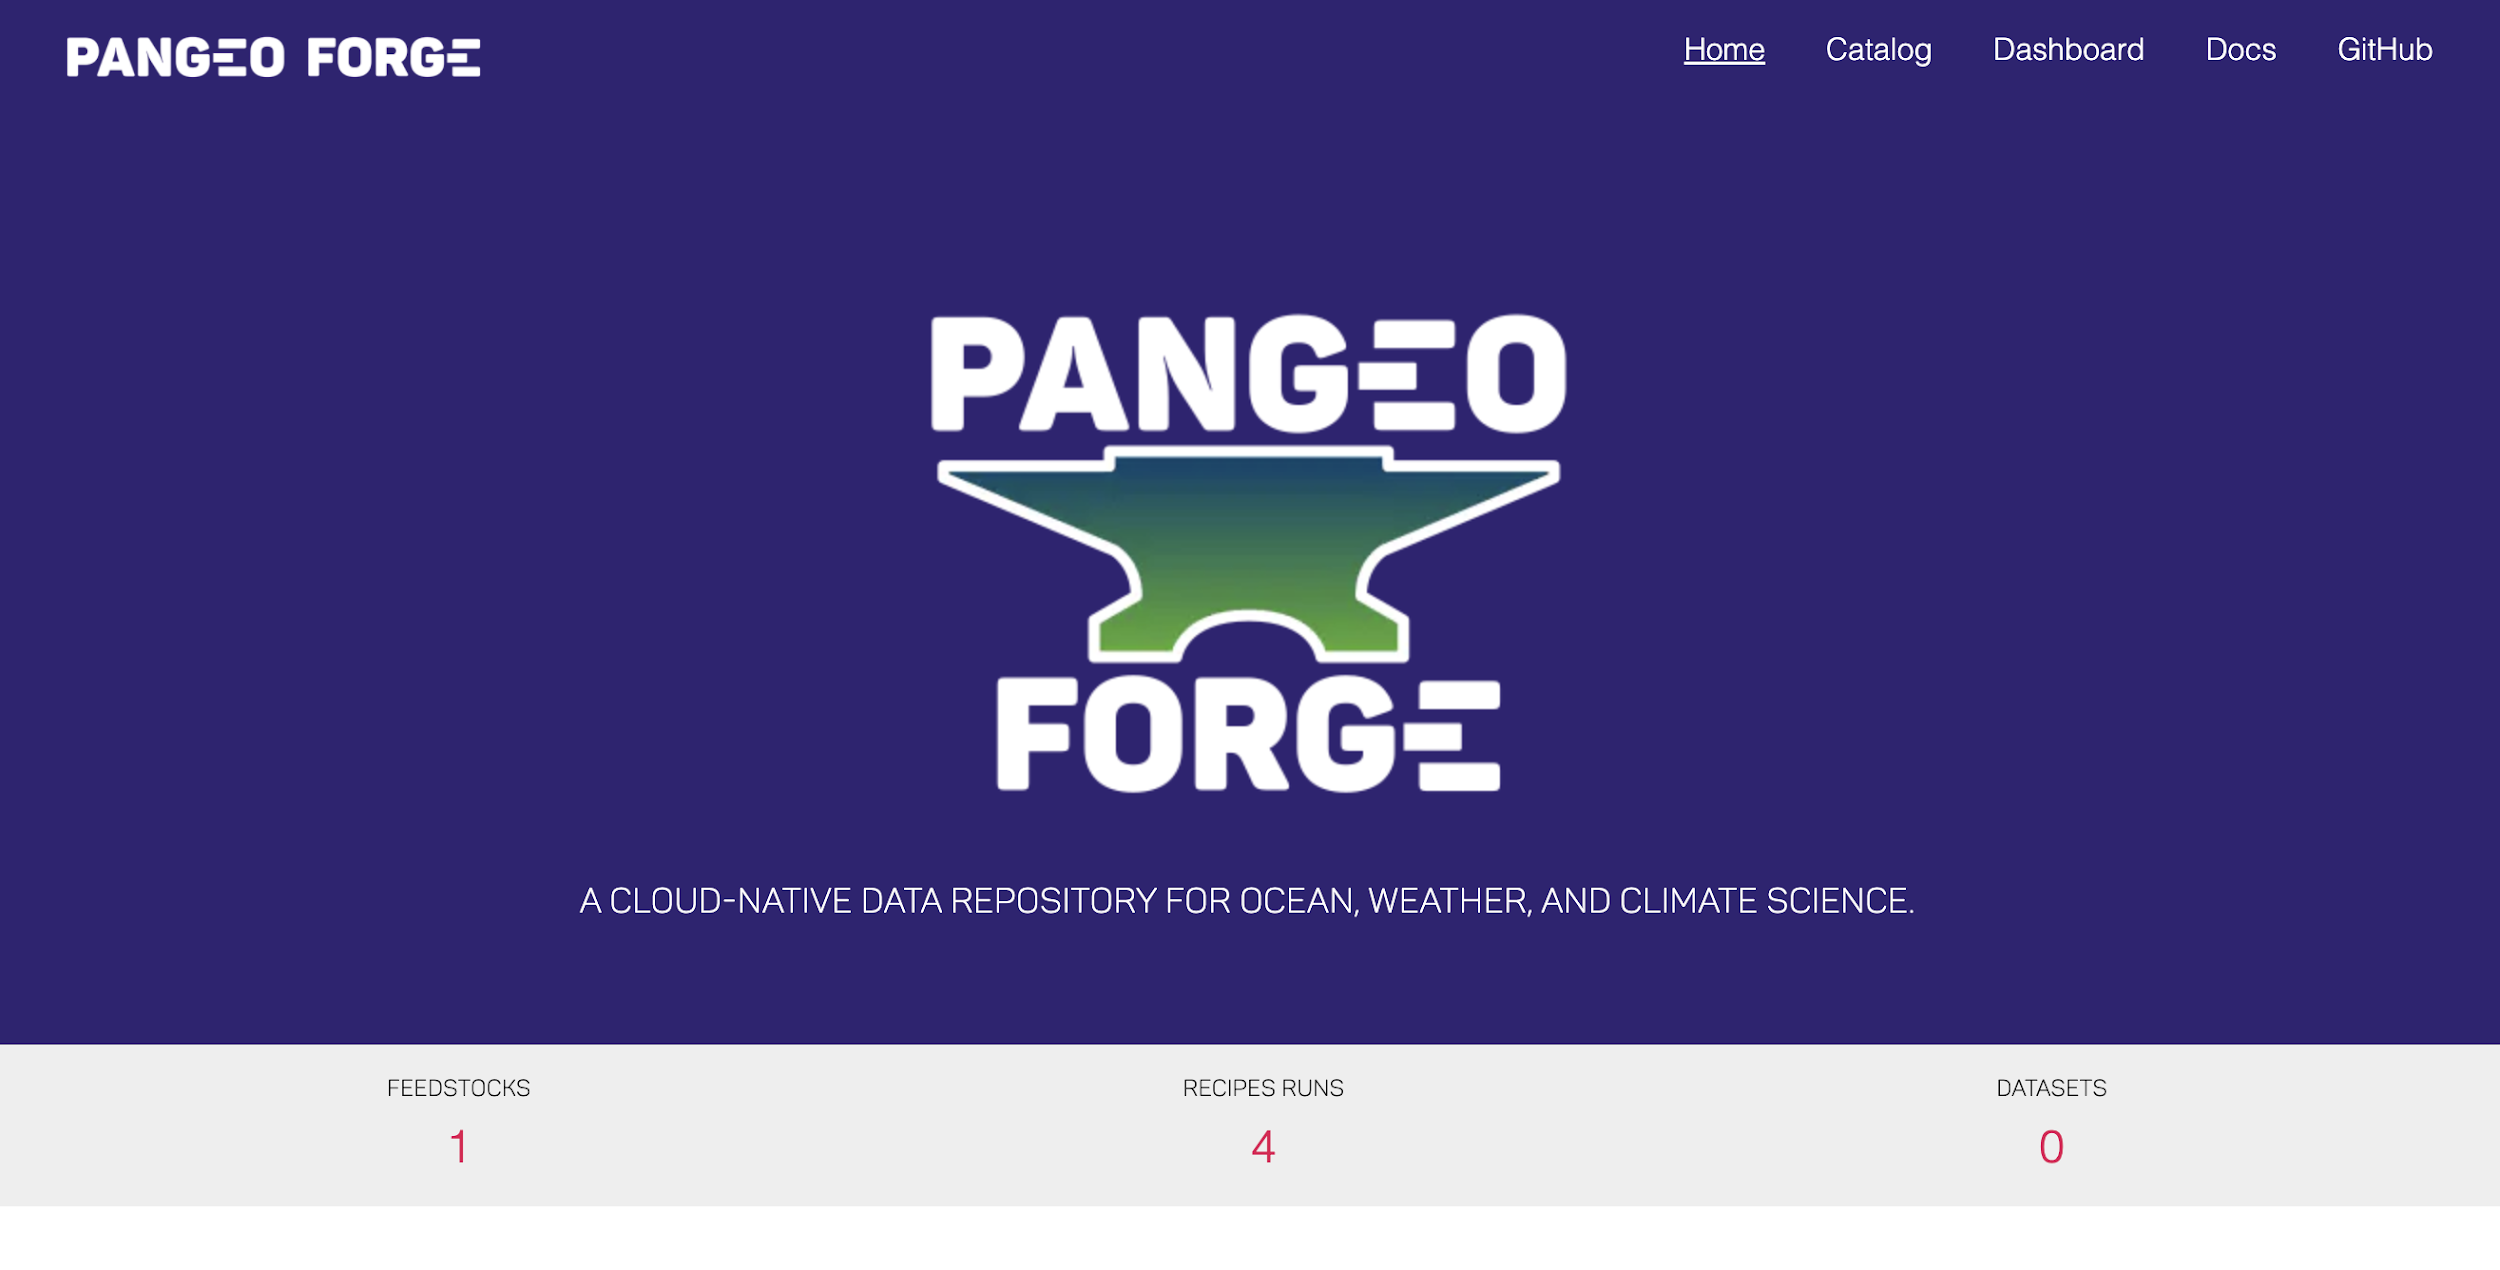 PANGEO FORGE
Home Catalog Dashboard Docs GitHub
PANGEO
FORGE
A CLOUD-NATIVE DATA REPOSITORY FOR OCEAN, WEATHER, AND CLIMATE SCIENCE.
FEEDSTOCKS RECIPES RUNS DATASETS
1 4 0